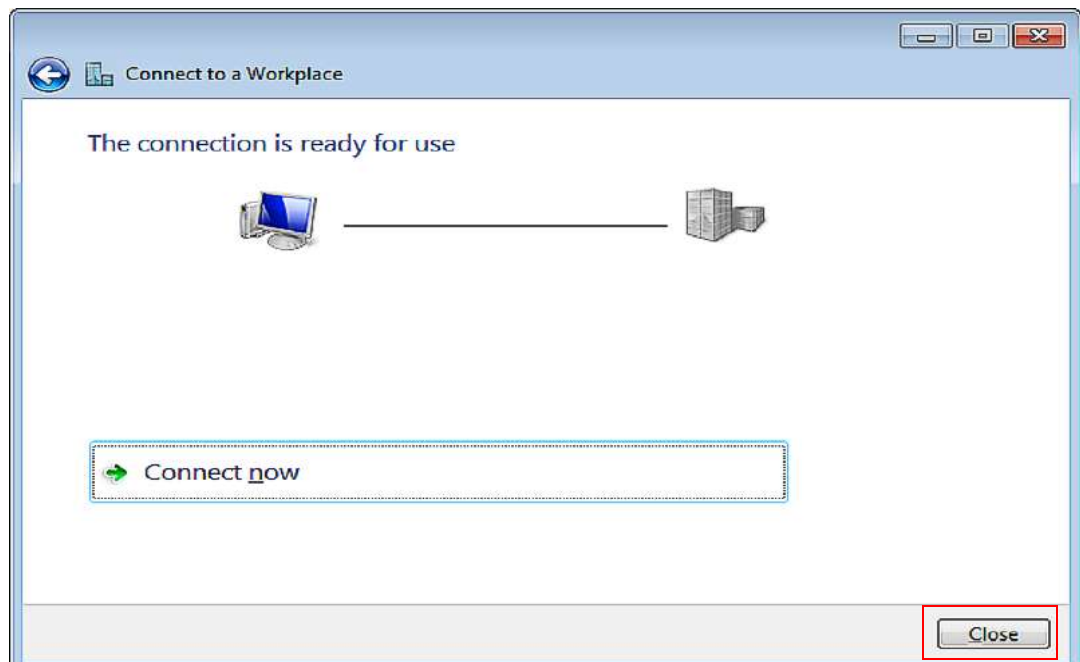 Connect to a Workplace
The connection is ready for use
Connect now
Close